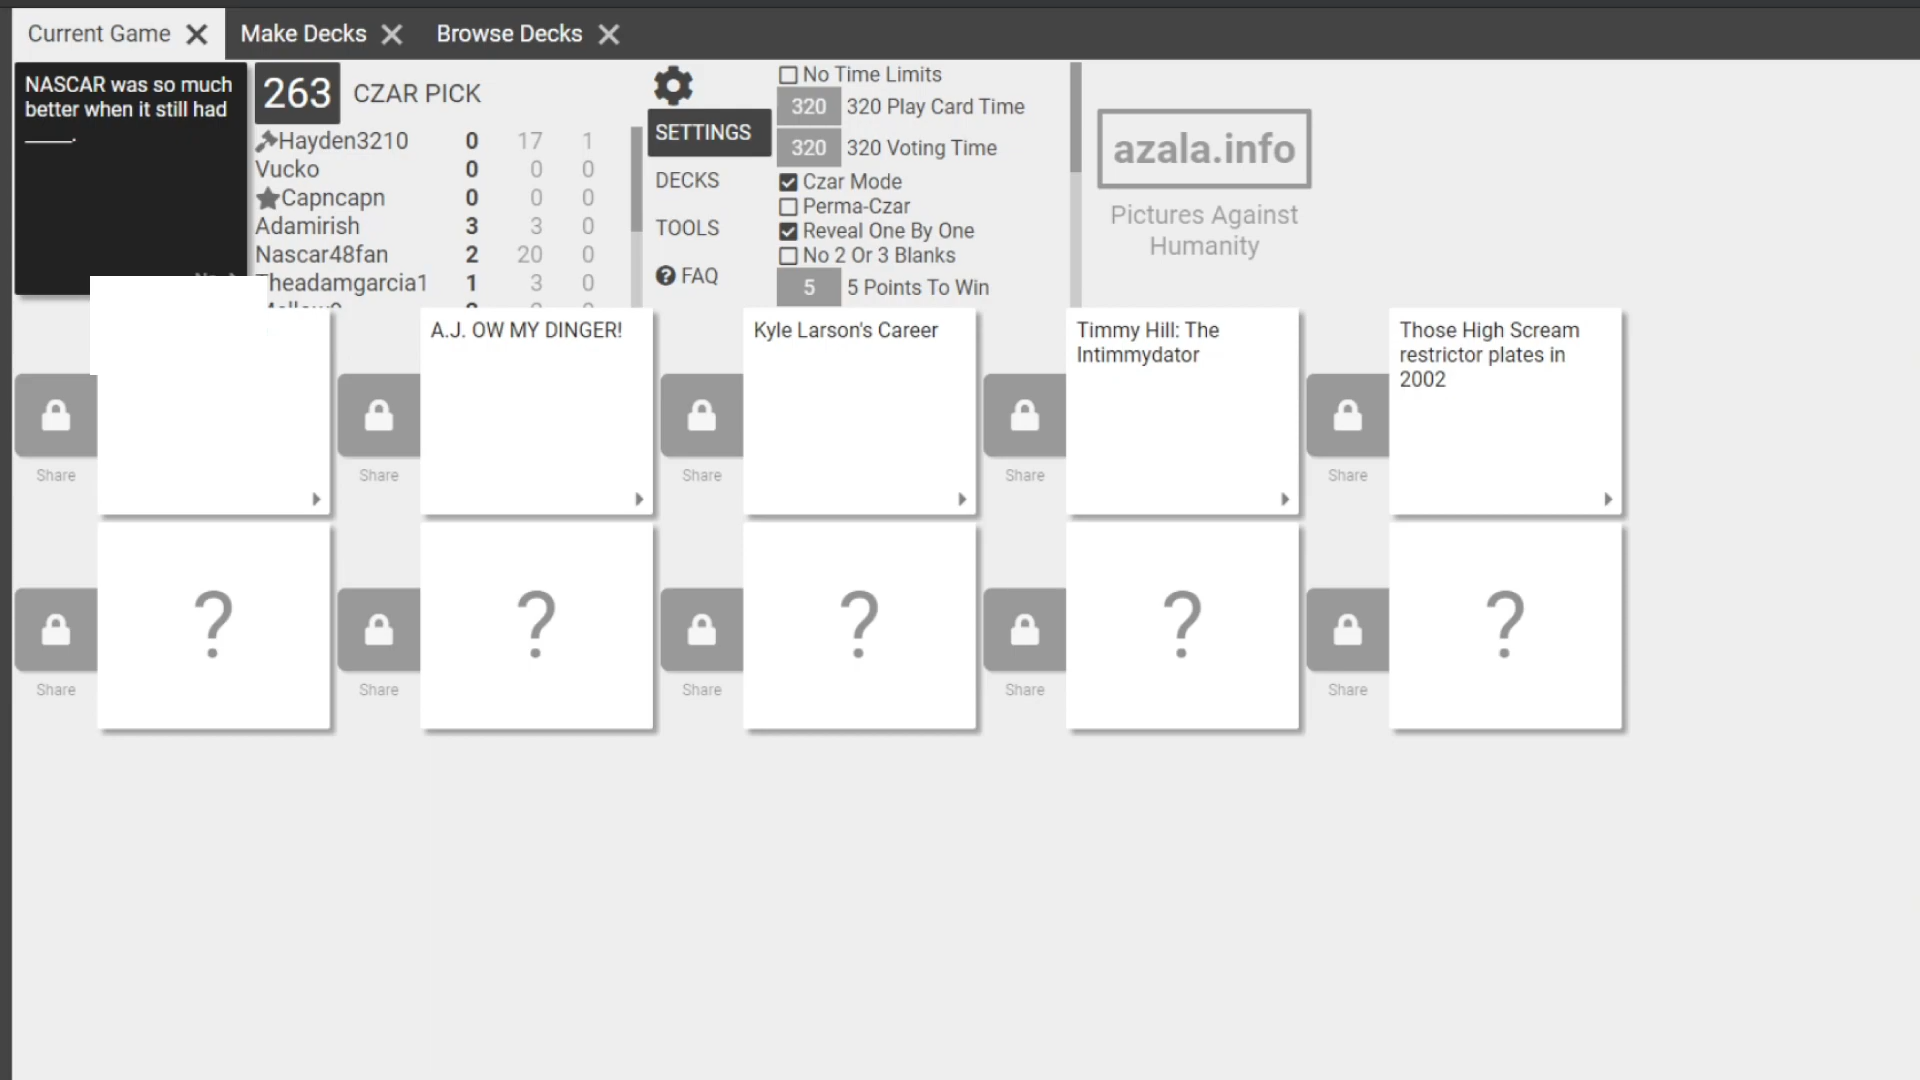 Current Game
Make Decks
Browse Decks
NASCAR was so much
better when it still had
____.
263 CZAR PICK
Hayden3210 0 17 1
Vucko 0 0 0
Capncapn 0 0 0
Adamirish 3 3 0
Nascar48fan 2 20 0
Theadamgarcia1 1 3 0
SETTINGS
DECKS
TOOLS
? FAQ
No Time Limits
320 320 Play Card Time
320 320 Voting Time
Czar Mode
Perma-Czar
Reveal One By One
No 2 Or 3 Blanks
5 5 Points To Win
azala.info
Pictures Against
Humanity
Share
A.J. OW MY DINGER!
Share
Kyle Larson's Career
Share
Timmy Hill: The
Intimmydator
Share
Those High Scream
restrictor plates in
2002
Share
?
Share
?
Share
?
Share
?
Share
?
Share